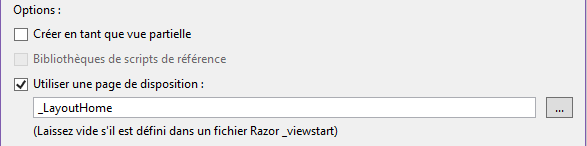 Options :
Créer en tant que vue partielle
Bibliothèques de scripts de référence
Utiliser une page de disposition :
_LayoutHome
...
(Laissez vide s'il est défini dans un fichier Razor _viewstart)